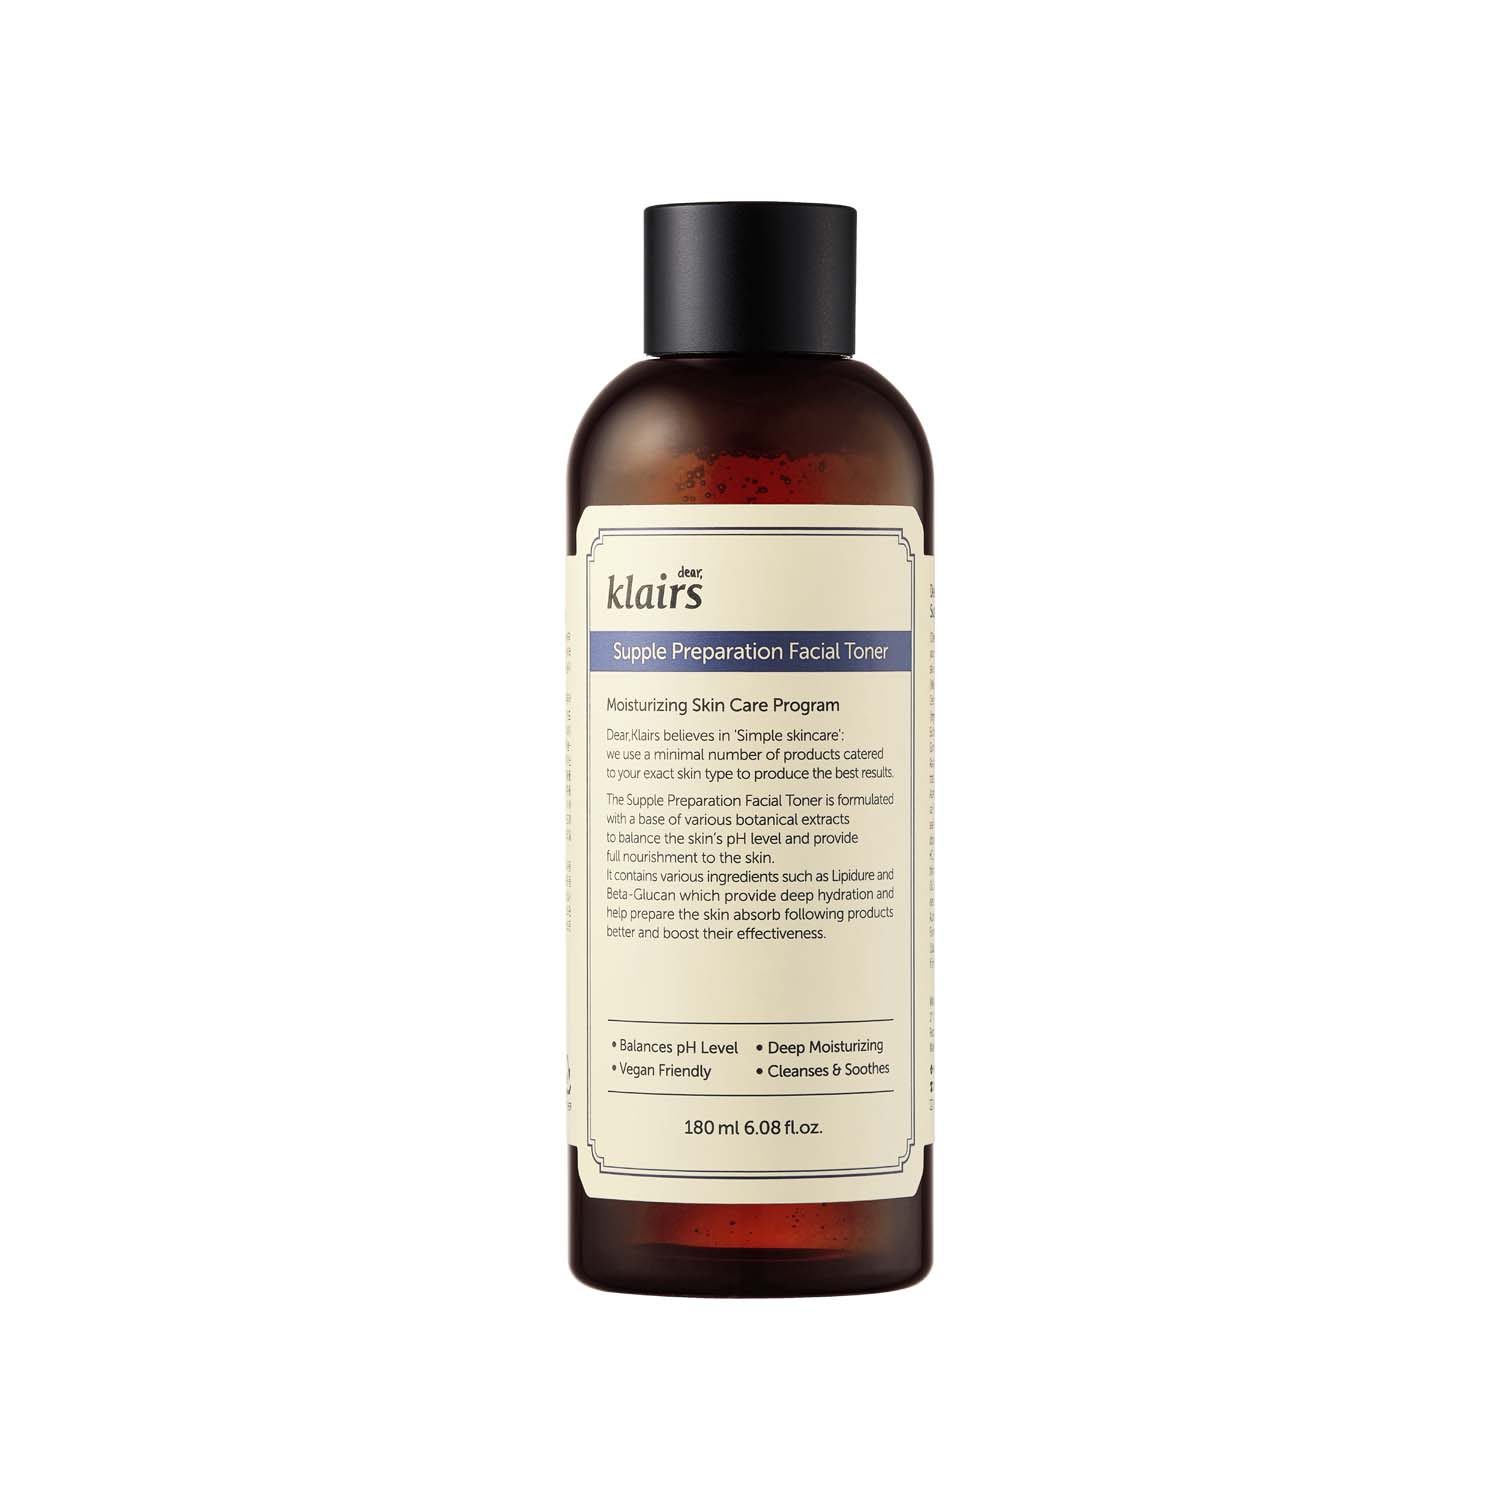 dear,
klairs
Supple Preparation Facial Toner
Moisturizing Skin Care Program
Dear,Klairs believes in 'Simple skincare':
we use a minimal number of products catered
to your exact skin type to produce the best results.
The Supple Preparation Facial Toner is formulated
with a base of various botanical extracts
to balance the skin's pH level and provide
full nourishment to the skin.
It contains various ingredients such as Lipidure and
Beta-Glucan which provide deep hydration and
help prepare the skin absorb following products
better and boost their effectiveness.
• Balances pH Level • Deep Moisturizing
• Vegan Friendly • Cleanses & Soothes
180 ml 6.08 fl.oz.